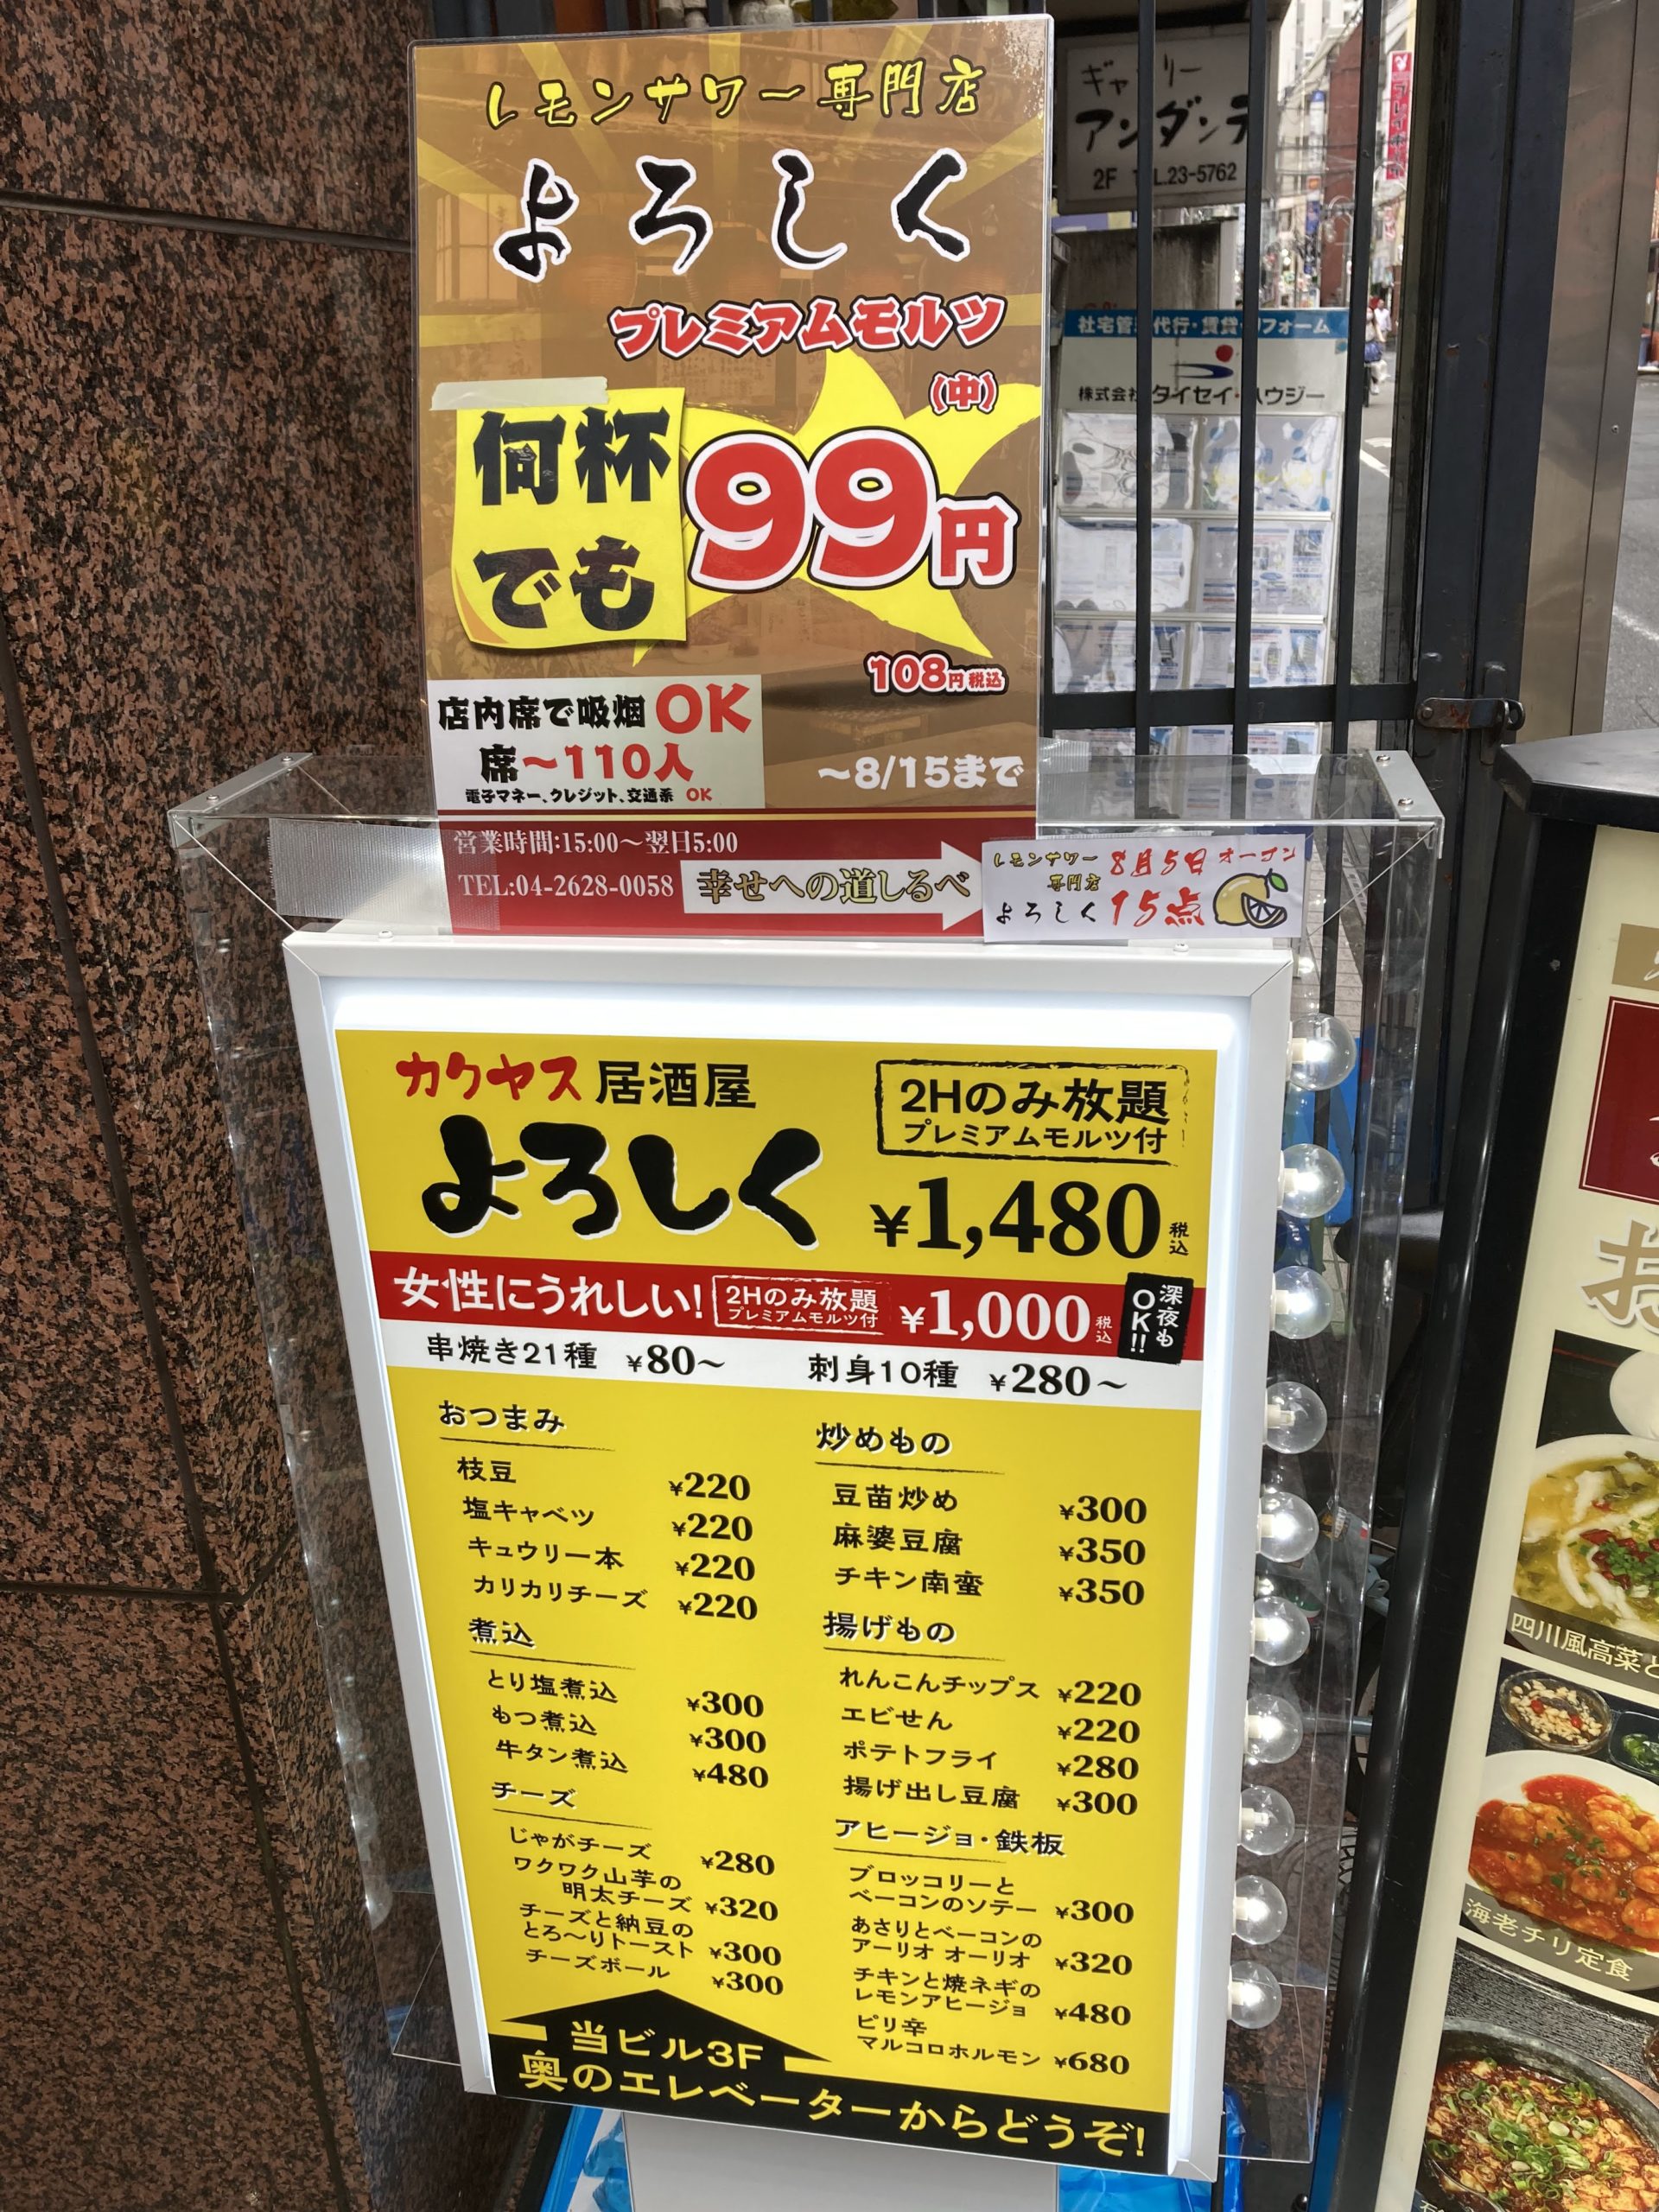 レモンサワー専門店
よろしく
プレミアムモルツ
(中)
何杯
でも
99円
108円税込
店内席で吸烟OK
席～110人
電子マネー、クレジット、交通系 OK
～8/15まで
営業時間:15:00～翌日5:00
TEL:04-2628-0058
幸せへの道しるべ
レモンサワー
専門店
8月5日 オープン
よろしく 15点
カクヤス居酒屋
よろしく
2Hのみ放題
プレミアムモルツ付
¥1,480税込
女性にうれしい!
2Hのみ放題
プレミアムモルツ付
¥1,000税込
深夜も
OK!!
串焼き21種 ¥80～
刺身10種 ¥280～
おつまみ
枝豆 ¥220
塩キャベツ ¥220
キュウリ一本 ¥220
カリカリチーズ ¥220
煮込
とり塩煮込 ¥300
もつ煮込 ¥300
牛タン煮込 ¥480
チーズ
じゃがチーズ ¥280
ワクワク山芋の
明太チーズ ¥320
チーズと納豆の
とろ～りトースト ¥300
チーズボール ¥300
炒めもの
豆苗炒め ¥300
麻婆豆腐 ¥350
チキン南蛮 ¥350
揚げもの
れんこんチップス ¥220
エビせん ¥220
ポテトフライ ¥280
揚げ出し豆腐 ¥300
アヒージョ・鉄板
ブロッコリーと
ベーコンのソテー ¥300
あさりとベーコンの
アーリオ オーリオ ¥320
チキンと焼ネギの
レモンアヒージョ ¥480
ピリ辛
マルコロホルモン ¥680
当ビル3F
奥のエレベーターからどうぞ!
アンダンテ
2F
23-5762
社宅管
代行・賃貸
フォーム
株式会
タイセイ・ハウジー
お
四川風高菜と
海老チリ定食